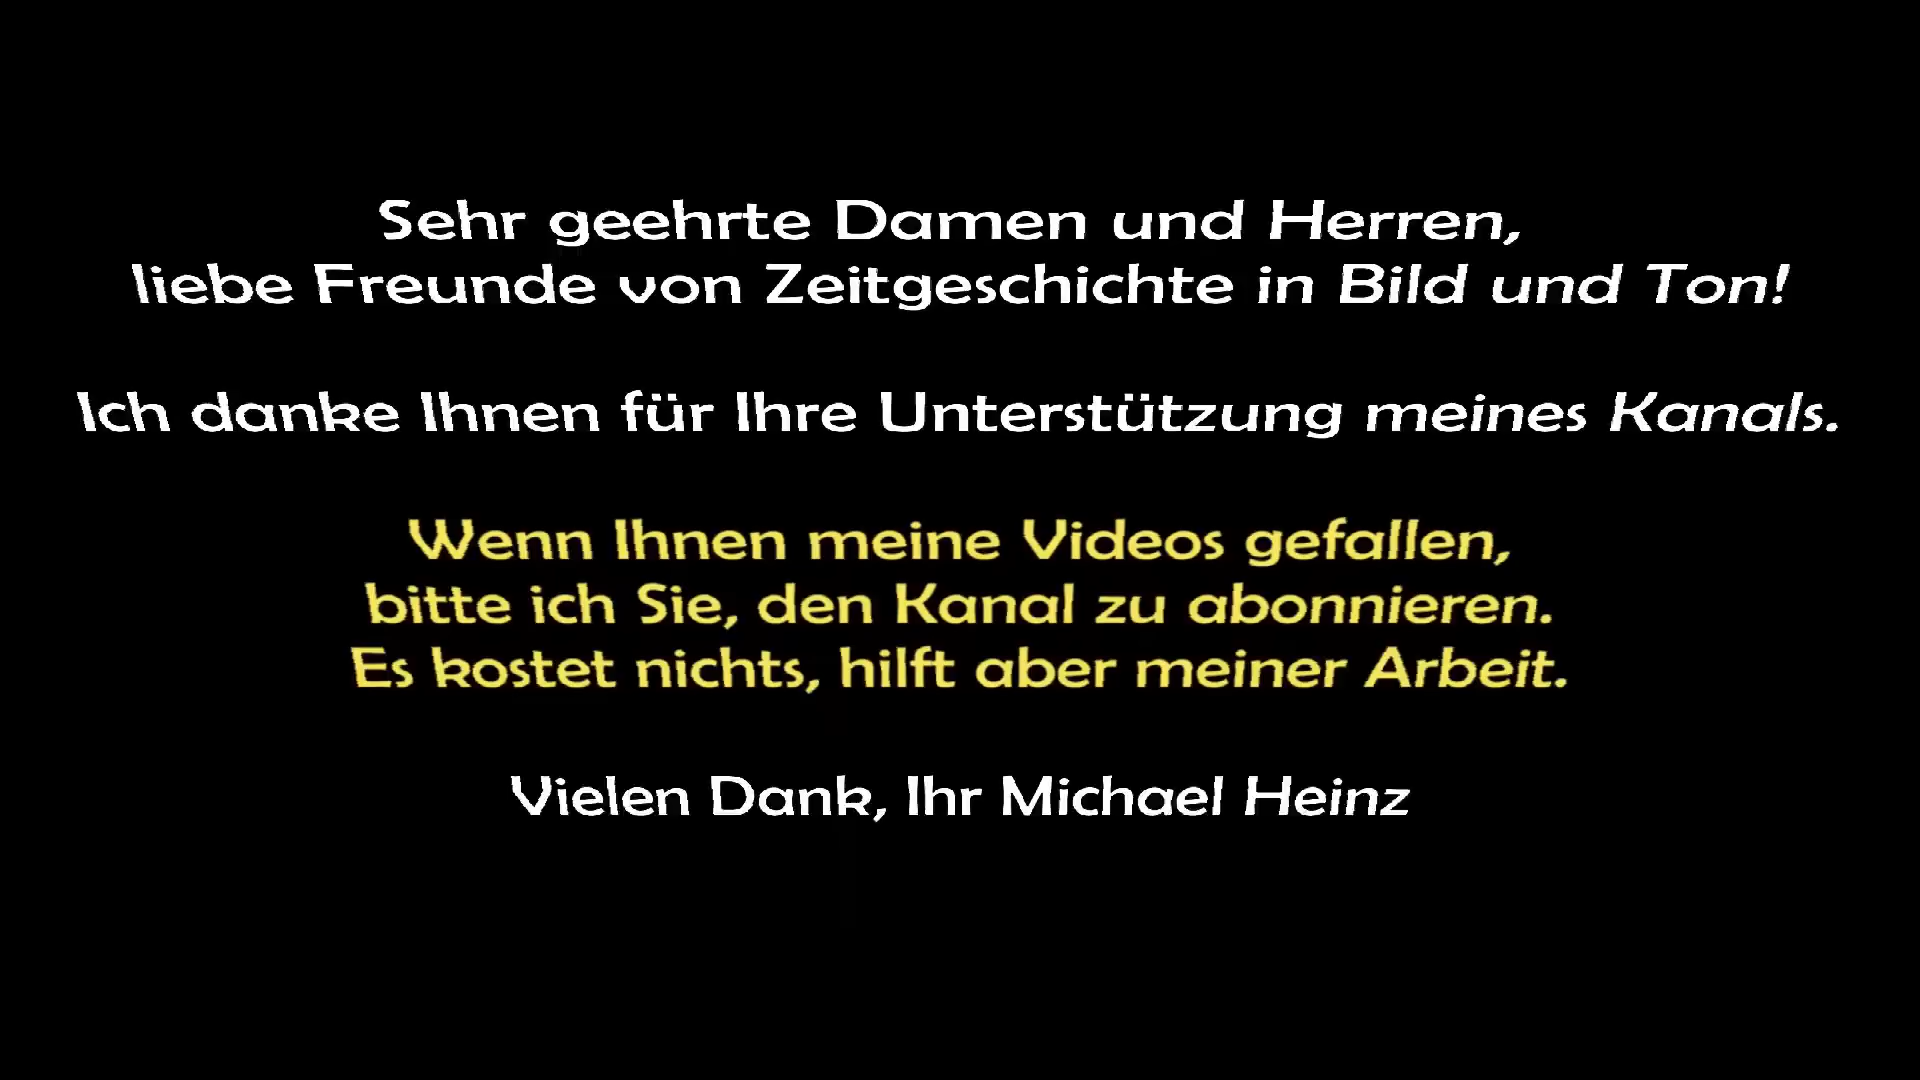 Sehr geehrte Damen und Herren,
liebe Freunde von Zeitgeschichte in Bild und Ton!
Ich danke Ihnen für Ihre Unterstützung meines Kanals.
Wenn Ihnen meine Videos gefallen,
bitte ich Sie, den Kanal zu abonnieren.
Es kostet nichts, hilft aber meiner Arbeit.
Vielen Dank, Ihr Michael Heinz